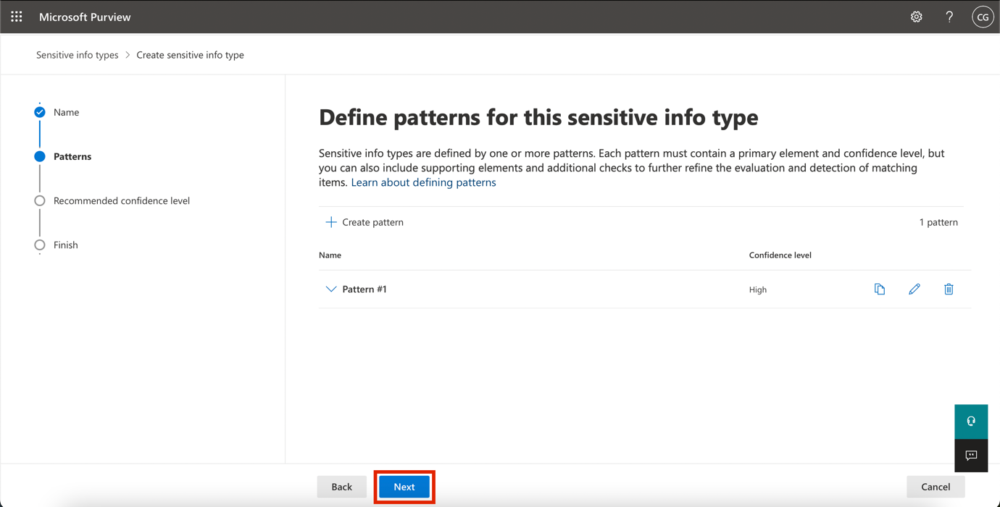 Microsoft Purview
?
CG
Sensitive info types > Create sensitive info type
Name
Patterns
Recommended confidence level
Finish
Define patterns for this sensitive info type
Sensitive info types are defined by one or more patterns. Each pattern must contain a primary element and confidence level, but
you can also include supporting elements and additional checks to further refine the evaluation and detection of matching
items. Learn about defining patterns
Create pattern
1 pattern
Name
Confidence level
Pattern #1
High
Back
Next
Cancel